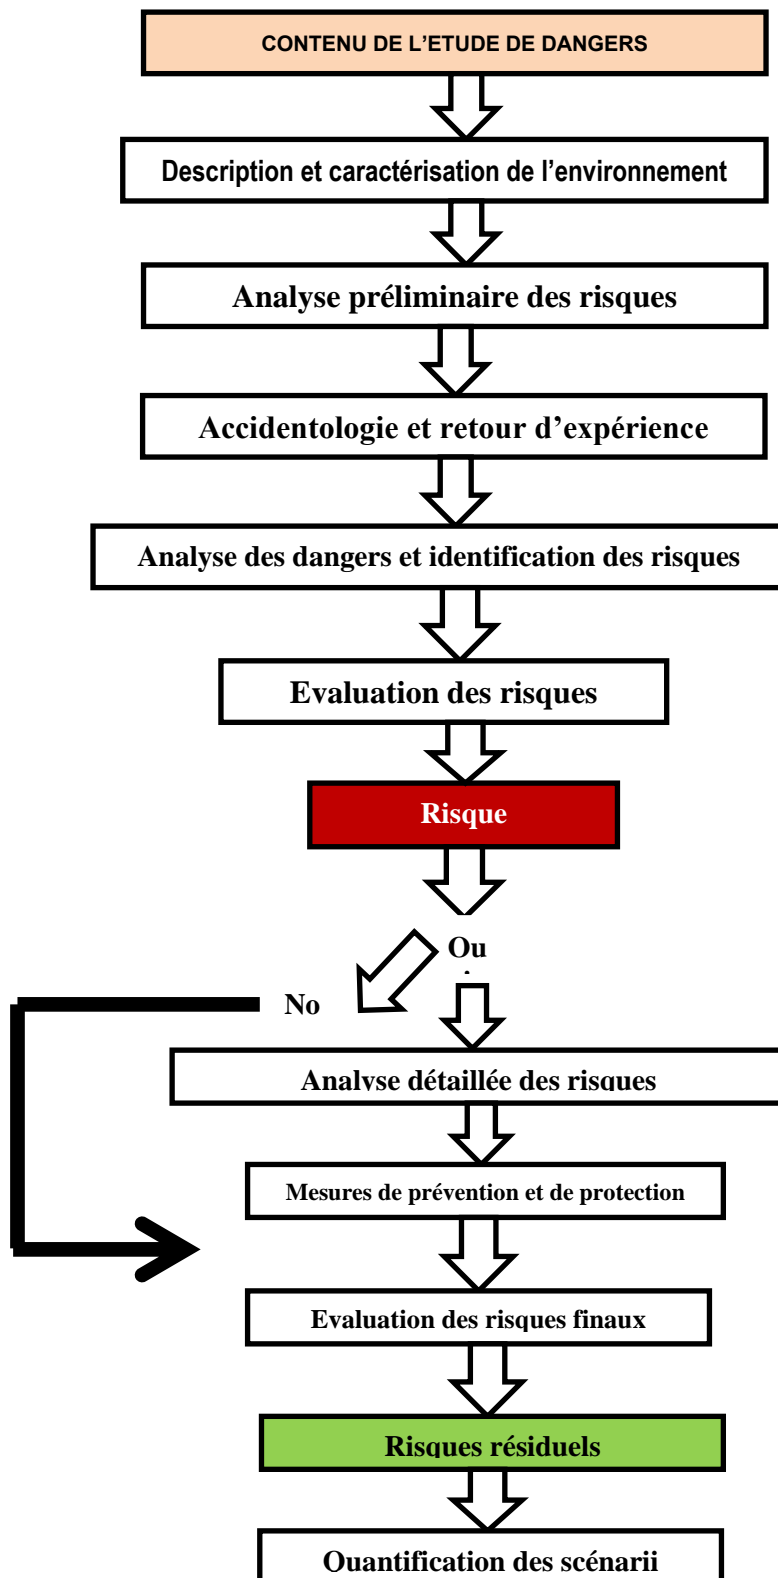 CONTENU DE L'ETUDE DE DANGERS
Description et caractérisation de l'environnement
Analyse préliminaire des risques
Accidentologie et retour d'expérience
Analyse des dangers et identification des risques
Evaluation des risques
Risque
Ou
No
Analyse détaillée des risques
Mesures de prévention et de protection
Evaluation des risques finaux
Risques résiduels
Quantification des scénarii